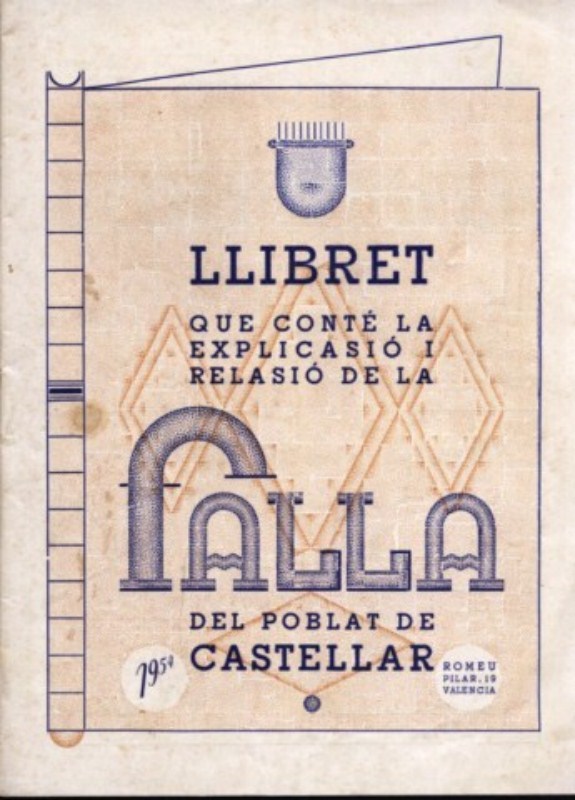 LLIBRET
QUE CONTÉ LA
EXPLICASIÓ I
RELASIÓ DE LA
FALLA
DEL POBLAT DE
CASTELLAR
1954
ROMEU
PILAR, 19
VALENCIA